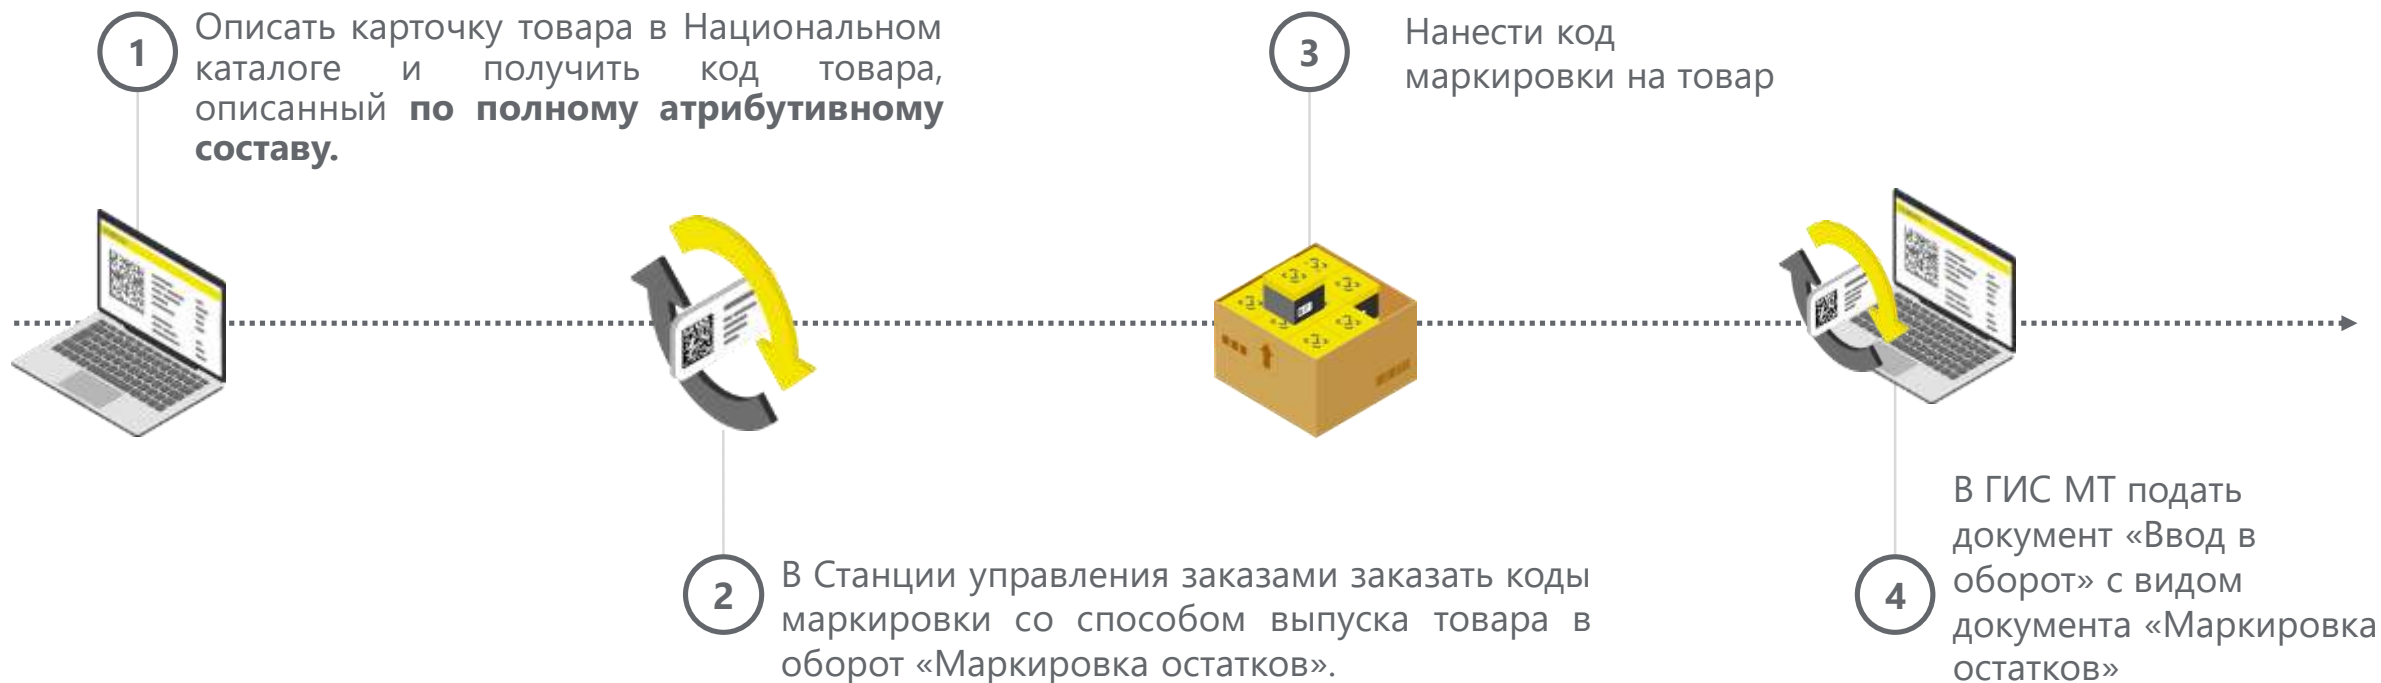 1
Описать карточку товара в Национальном
каталоге и получить код товара,
описанный по полному атрибутивному
составу.
2
В Станции управления заказами заказать коды
маркировки со способом выпуска товара в
оборот «Маркировка остатков».
3
Нанести код
маркировки на товар
4
В ГИС МТ подать
документ «Ввод в
оборот» с видом
документа «Маркировка
остатков»